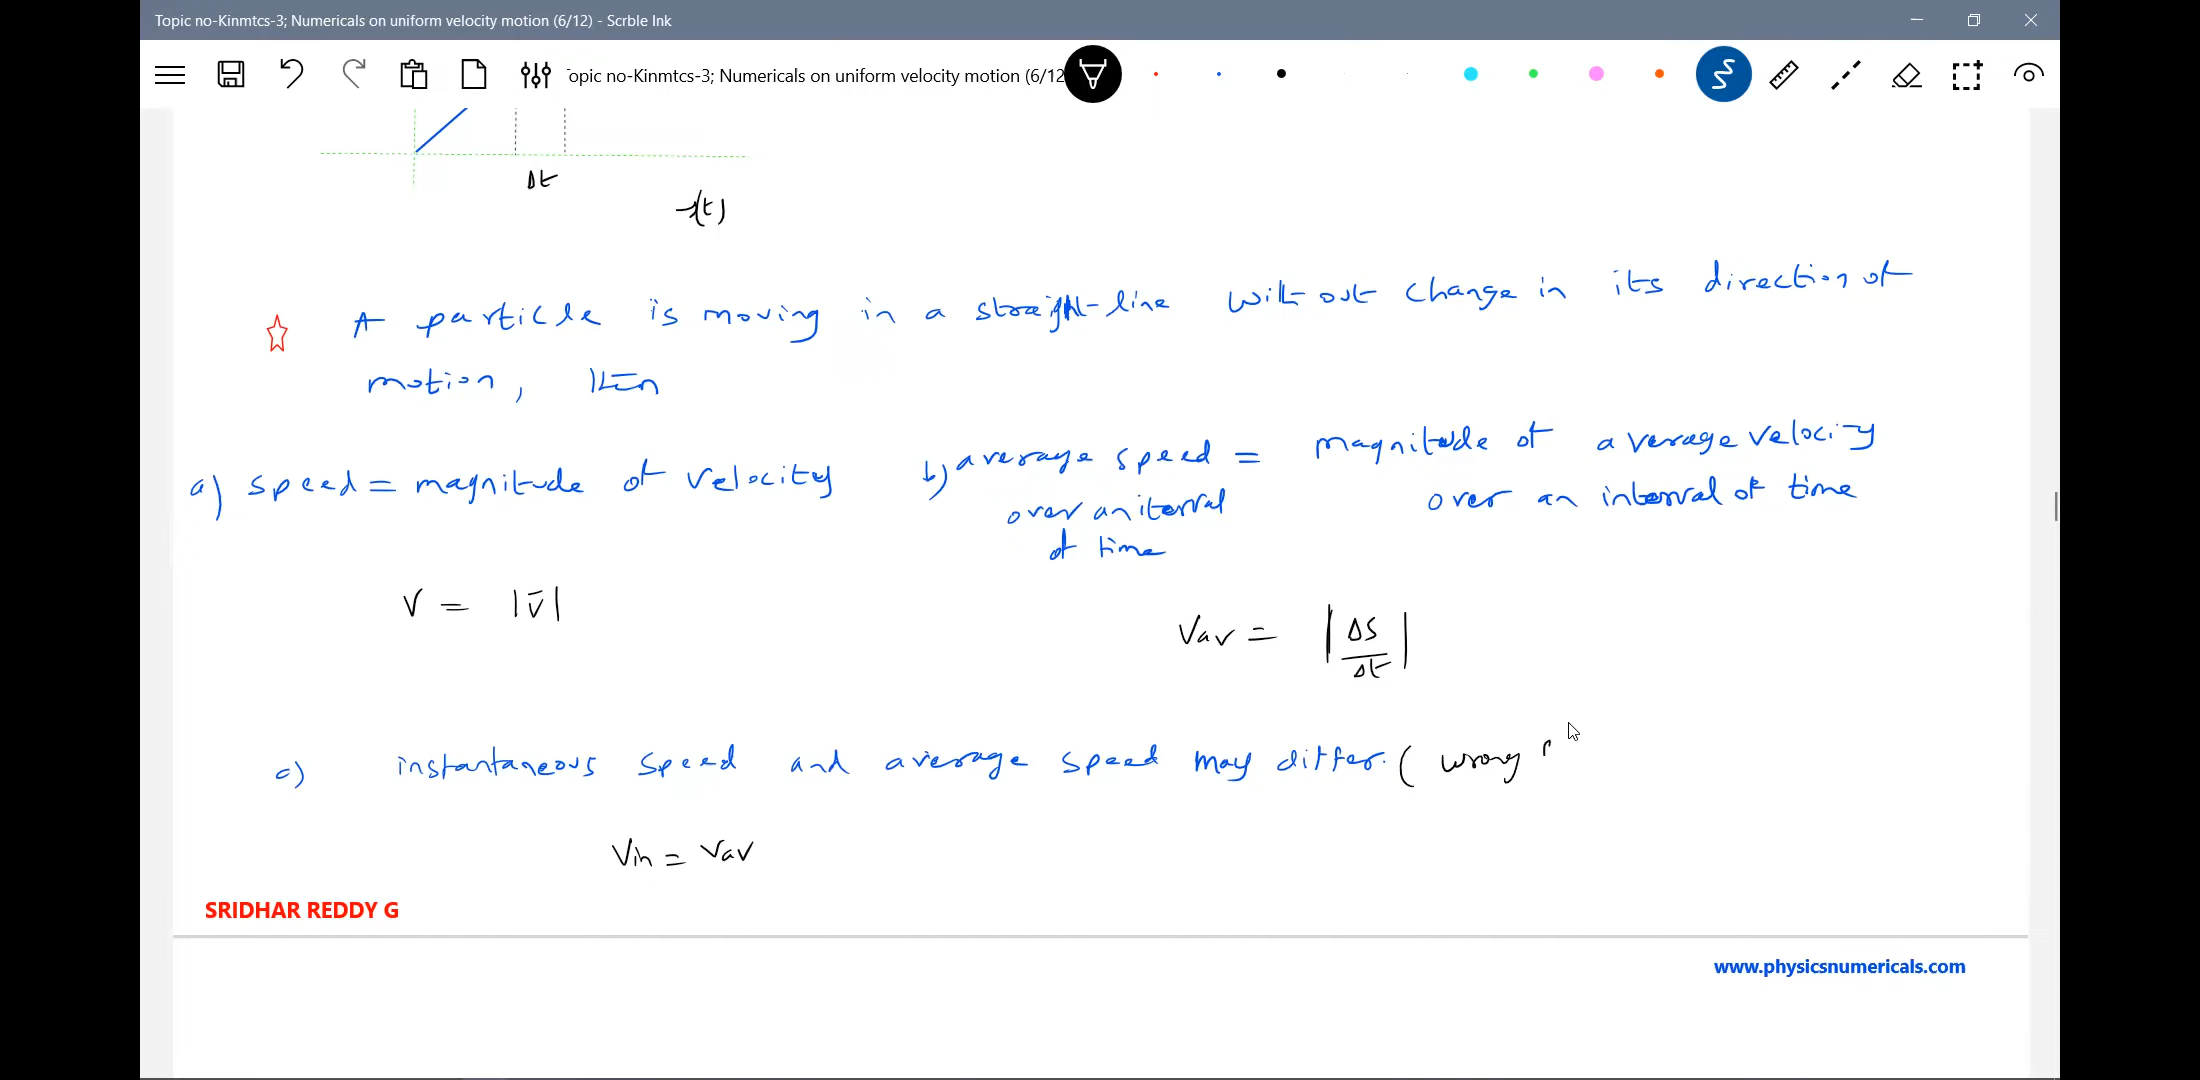 Topic no-Kinmtcs-3; Numericals on uniform velocity motion (6/12) - Scrble Ink
opic no-Kinmtcs-3; Numericals on uniform velocity motion (6/12
Δt
(t)
A particle is moving in a straight-line without change in its direction of
motion, then
a) speed = magnitude of velocity
b) average speed = magnitude of average velocity
over an iterval over an interval of time
of time
V = |v̄|
Vav = |Δs/Δt|
c) instantaneous speed and average speed may differ. ( wrong
Vin = Vav
SRIDHAR REDDY G
www.physicsnumericals.com